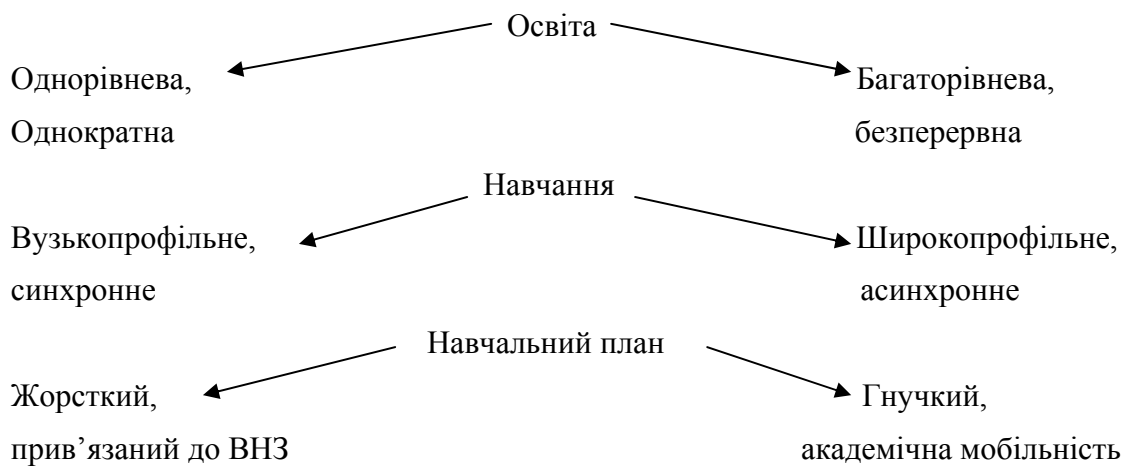 Освіта
Однорівнева, Багаторівнева,
Однократна безперервна
Навчання
Вузькопрофільне, Широкопрофільне,
синхронне асинхронне
Навчальний план
Жорсткий, Гнучкий,
прив’язаний до ВНЗ академічна мобільність